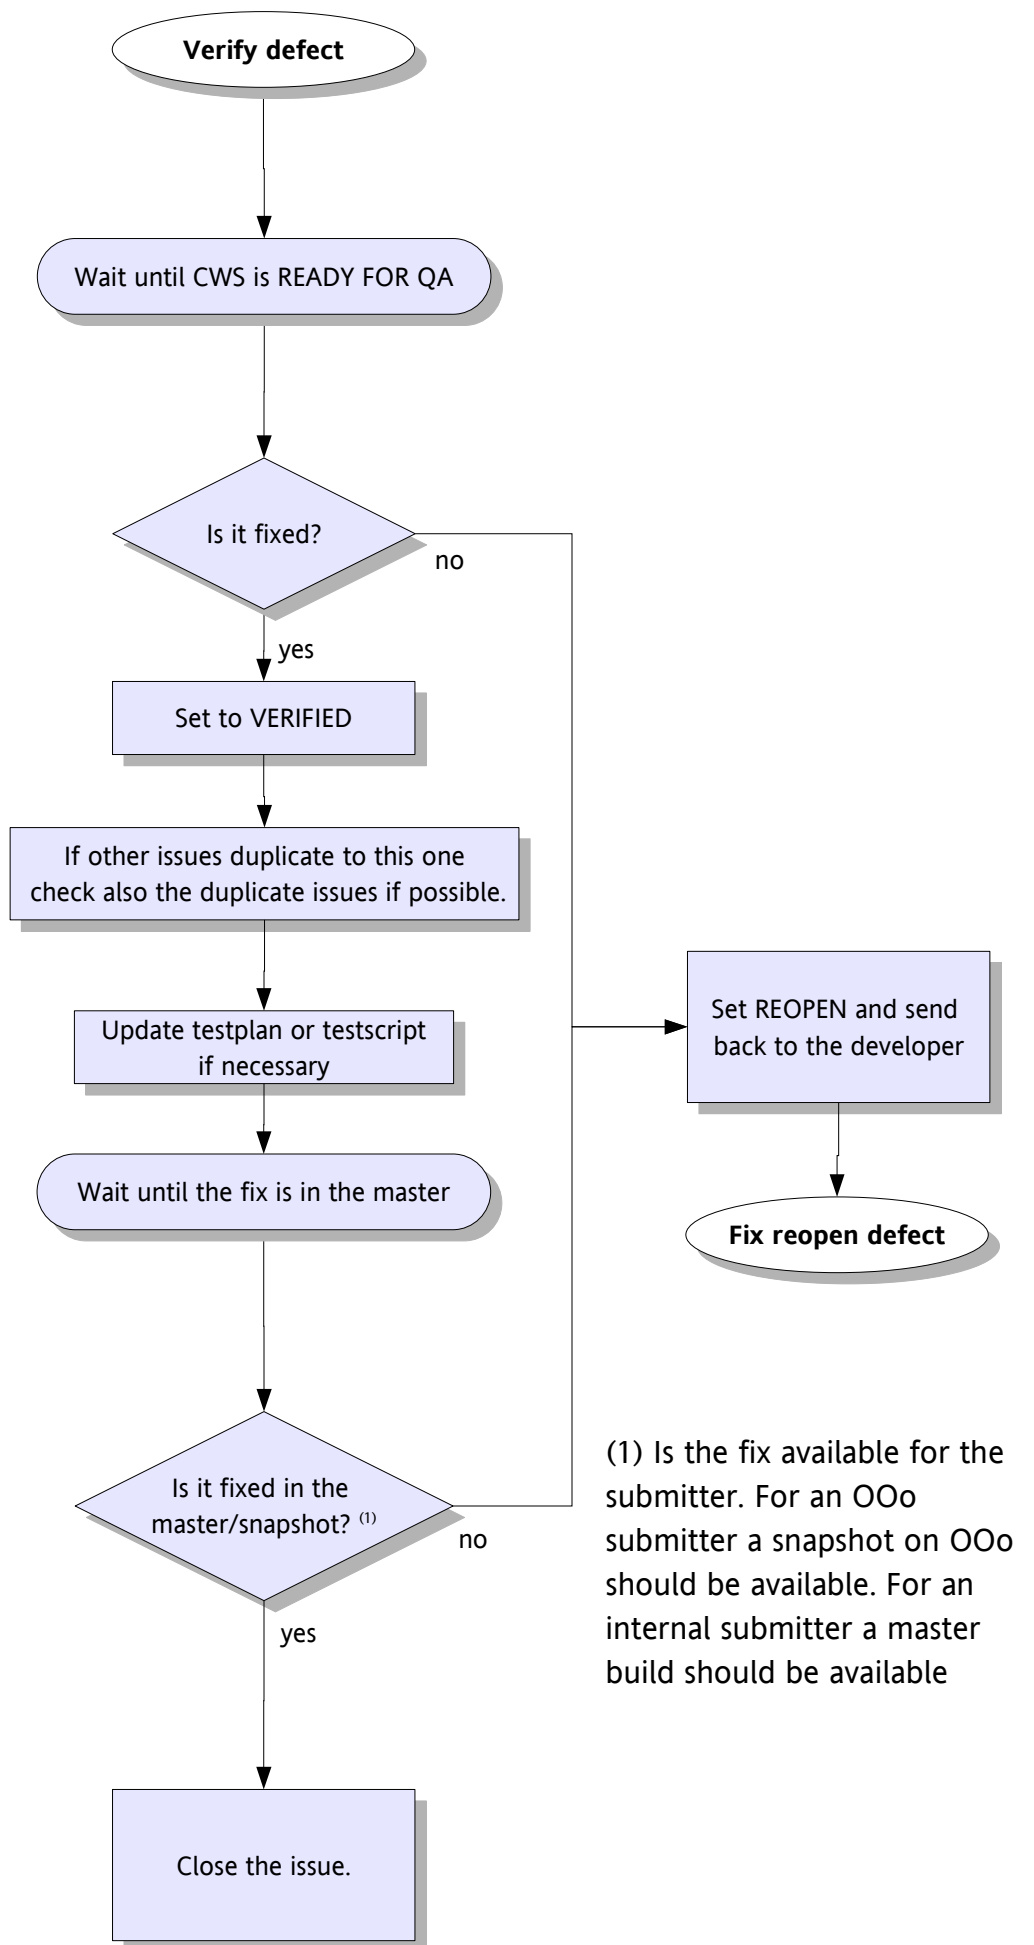 Verify defect
Wait until CWS is READY FOR QA
Is it fixed?
no
yes
Set to VERIFIED
If other issues duplicate to this one
check also the duplicate issues if possible.
Update testplan or testscript
if necessary
Set REOPEN and send
back to the developer
Wait until the fix is in the master
Fix reopen defect
Is it fixed in the
master/snapshot? (1)
no
yes
(1) Is the fix available for the
submitter. For an OOo
submitter a snapshot on OOo
should be available. For an
internal submitter a master
build should be available
Close the issue.